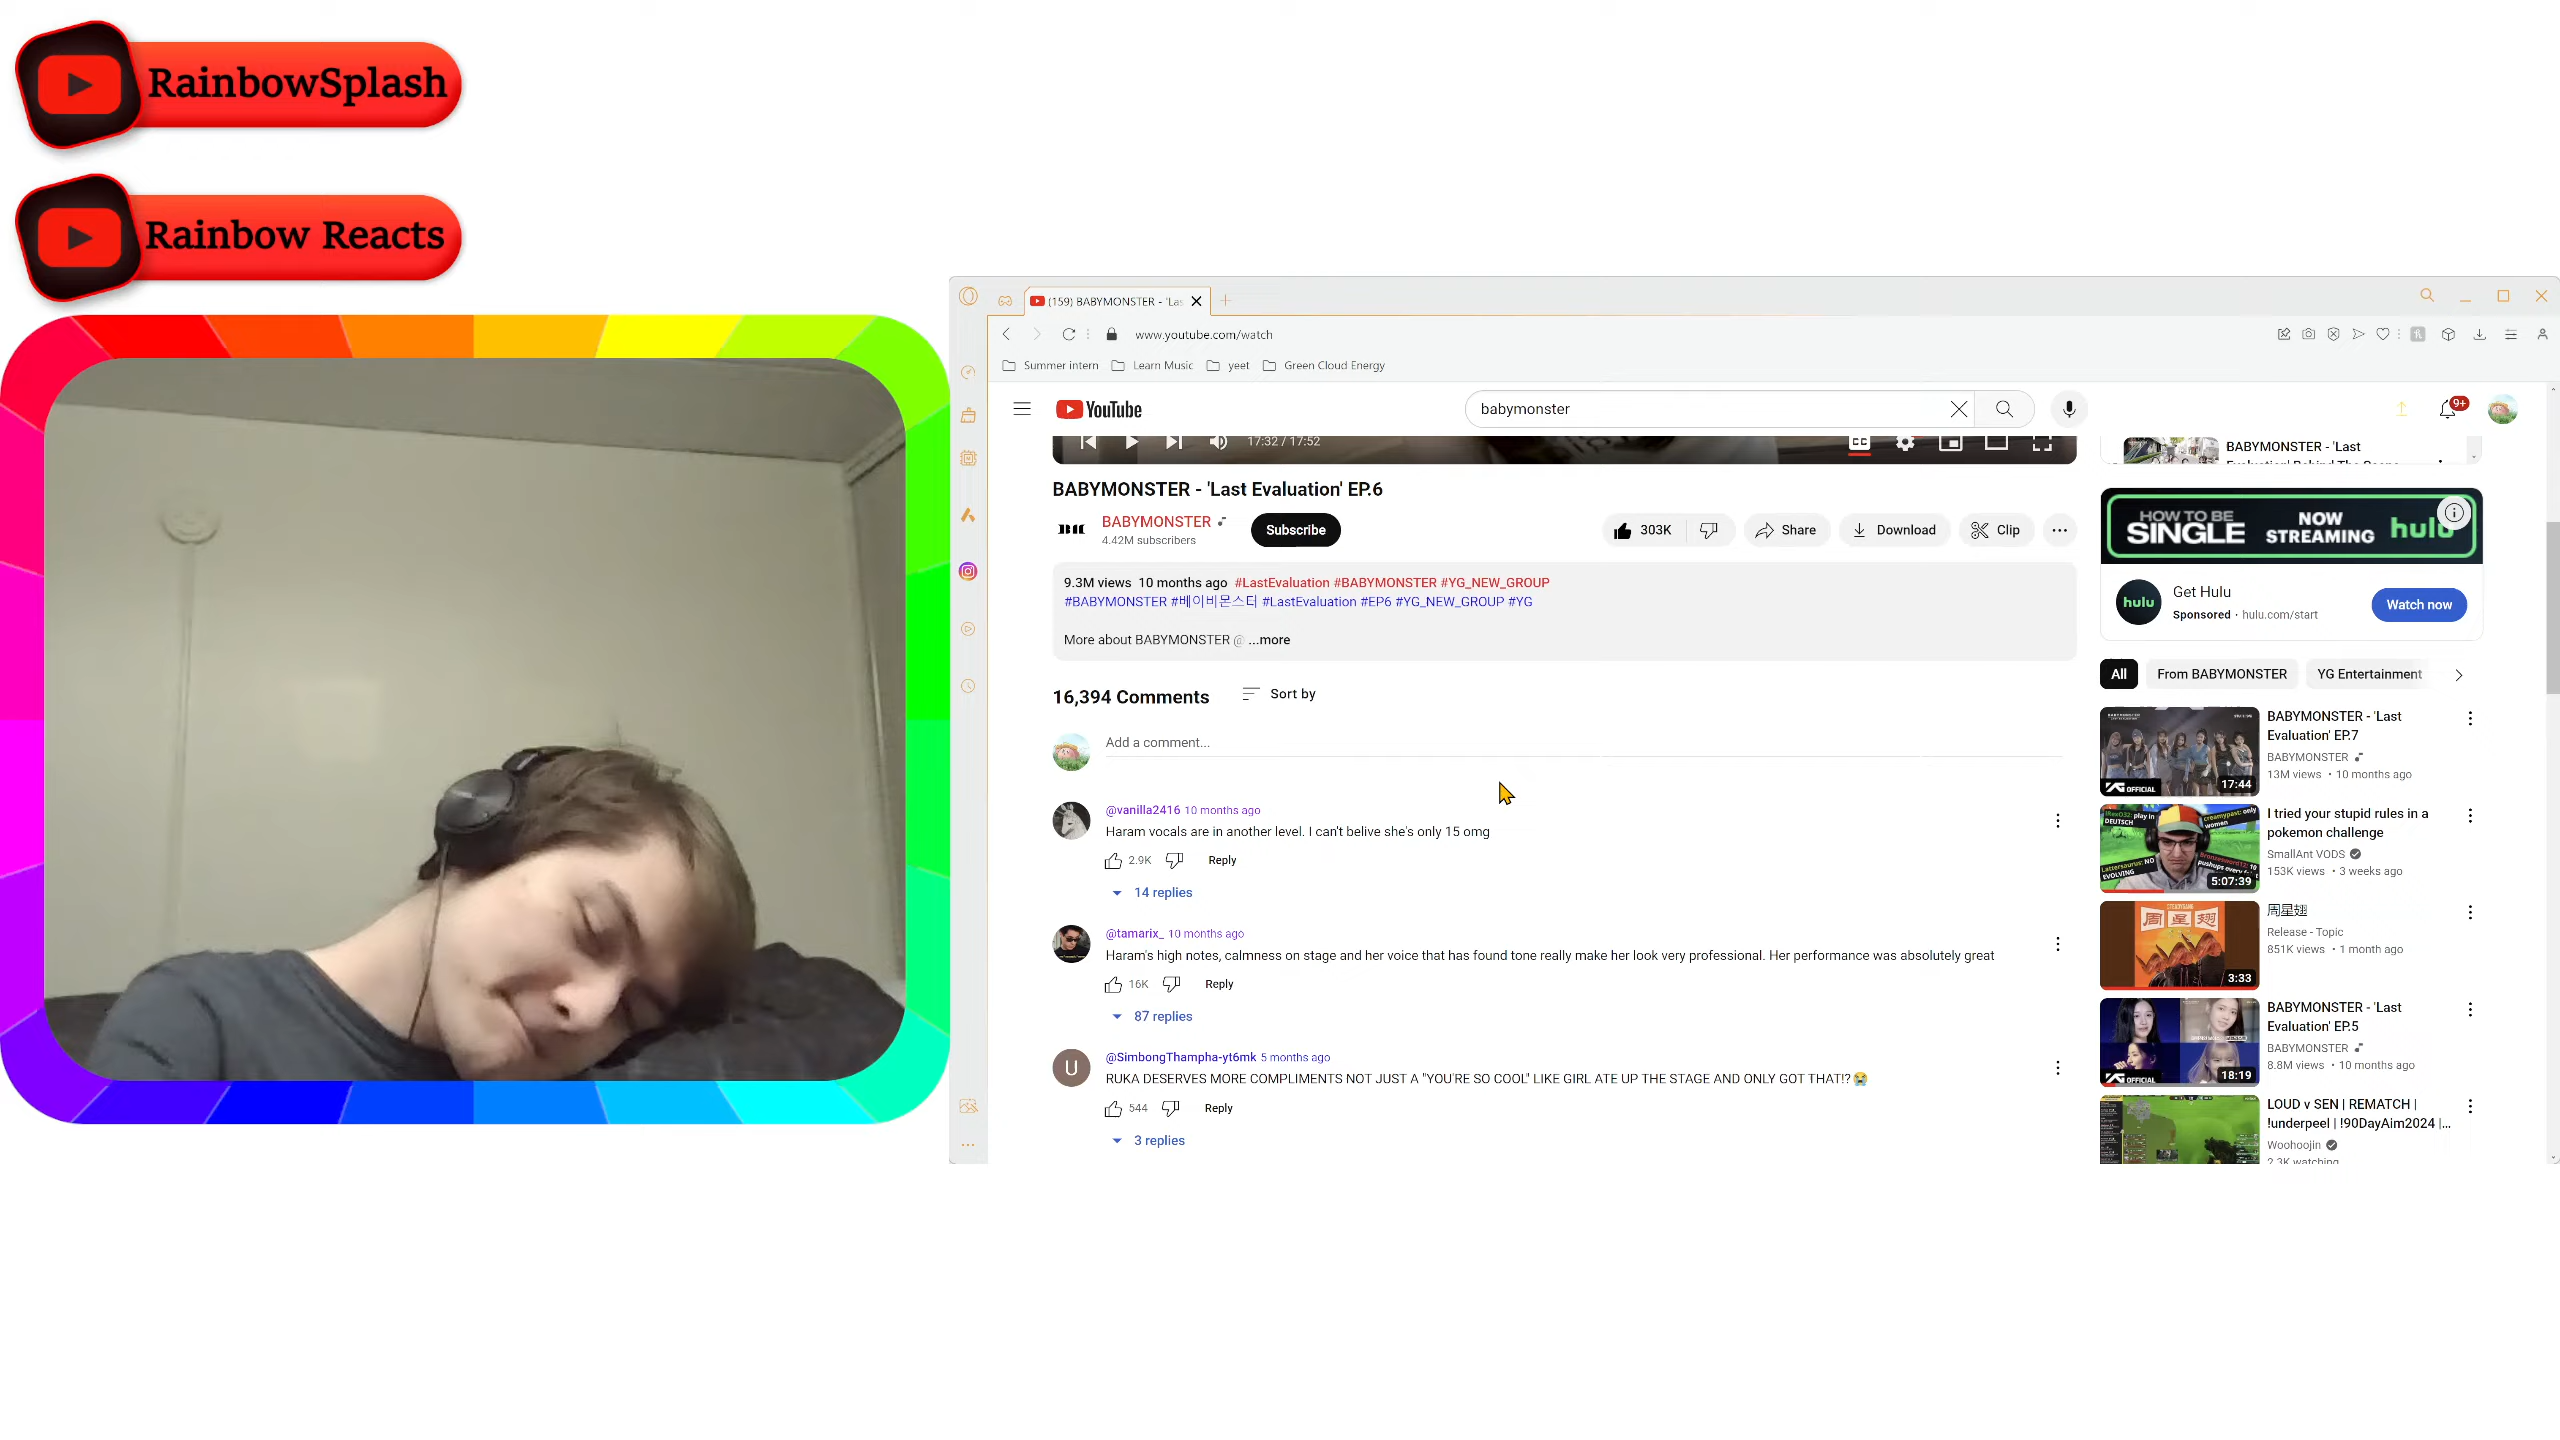 RainbowSplash
Rainbow Reacts
(159) BABYMONSTER - 'Las
www.youtube.com/watch
Summer intern
Learn Music
yeet
Green Cloud Energy
YouTube
babymonster
9+
17:32 / 17:52
CC
BABYMONSTER - 'Last Evaluation' EP.6
BABYMONSTER
4.42M subscribers
Subscribe
303K
Share
Download
Clip
9.3M views 10 months ago #LastEvaluation #BABYMONSTER #YG_NEW_GROUP
#BABYMONSTER #베이비몬스터 #LastEvaluation #EP6 #YG_NEW_GROUP #YG
More about BABYMONSTER @ ...more
16,394 Comments
Sort by
Add a comment...
@vanilla2416 10 months ago
Haram vocals are in another level. I can't belive she's only 15 omg
2.9K
Reply
14 replies
@tamarix_ 10 months ago
Haram's high notes, calmness on stage and her voice that has found tone really make her look very professional. Her performance was absolutely great
16K
Reply
87 replies
U
@SimbongThampha-yt6mk 5 months ago
RUKA DESERVES MORE COMPLIMENTS NOT JUST A "YOU'RE SO COOL" LIKE GIRL ATE UP THE STAGE AND ONLY GOT THAT!?😭
544
Reply
3 replies
BABYMONSTER - 'Last
HOW TO BE SINGLE
NOW STREAMING
hulu
hulu
Get Hulu
Sponsored · hulu.com/start
Watch now
All
From BABYMONSTER
YG Entertainment
OFFICIAL
17:44
BABYMONSTER - 'Last
Evaluation' EP.7
BABYMONSTER
13M views • 10 months ago
5:07:39
I tried your stupid rules in a
pokemon challenge
SmallAnt VODS
153K views • 3 weeks ago
周星翅
3:33
周星翅
Release - Topic
851K views • 1 month ago
OFFICIAL
18:19
BABYMONSTER - 'Last
Evaluation' EP.5
BABYMONSTER
8.8M views • 10 months ago
LOUD v SEN | REMATCH |
!underpeel | !90DayAim2024 |...
Woohoojin
2.3K watching